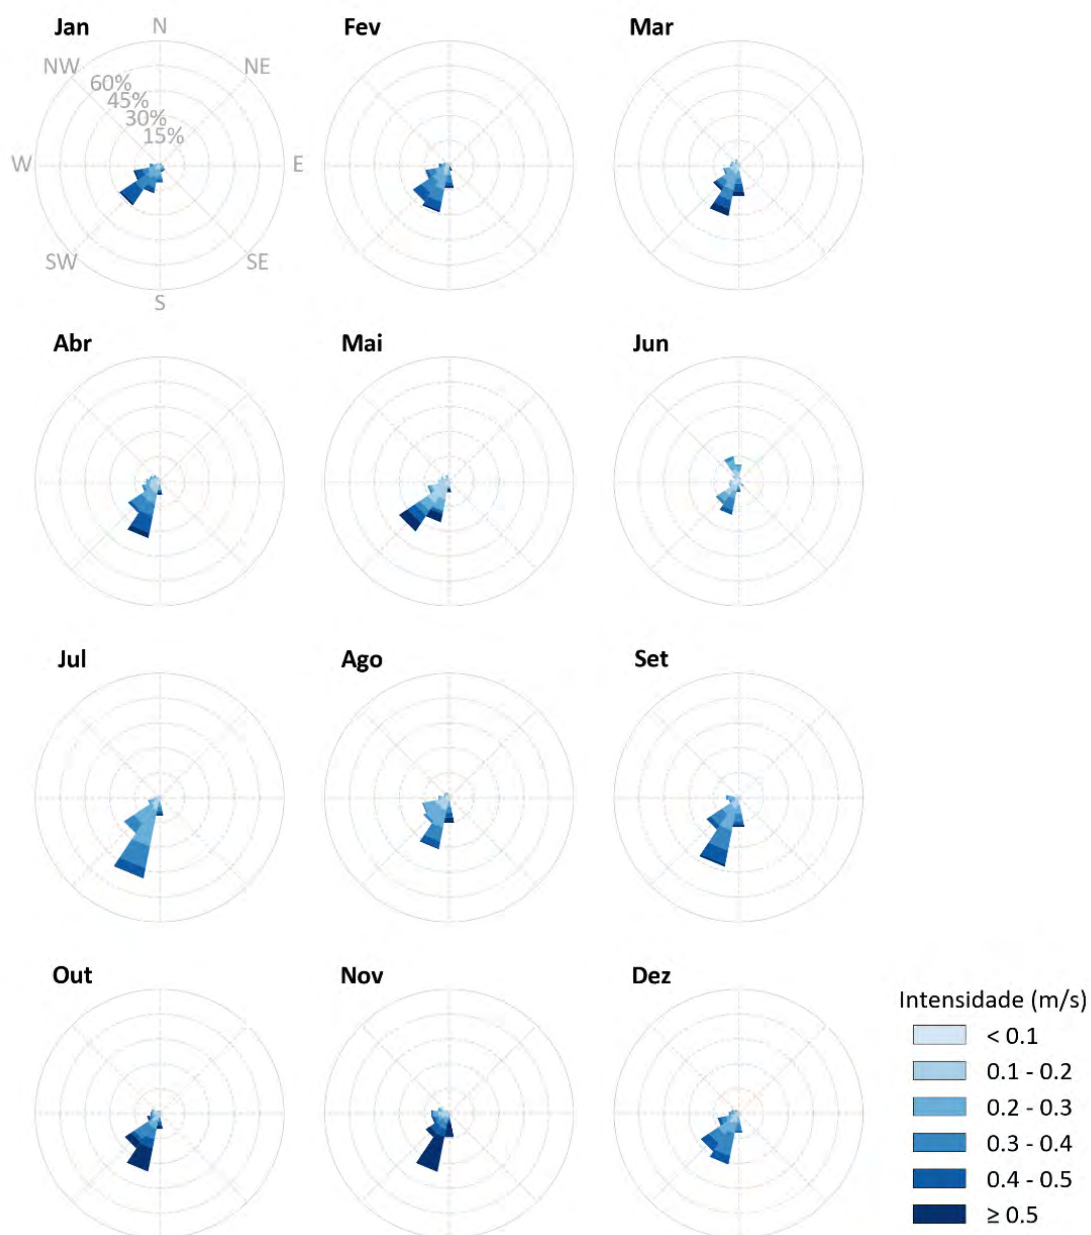 Jan
Fev
Mar
N
NW
NE
60%
45%
30%
15%
W
E
SW
SE
S
Abr
Mai
Jun
Jul
Ago
Set
Out
Nov
Dez
Intensidade (m/s)
< 0.1
0.1 - 0.2
0.2 - 0.3
0.3 - 0.4
0.4 - 0.5
≥ 0.5